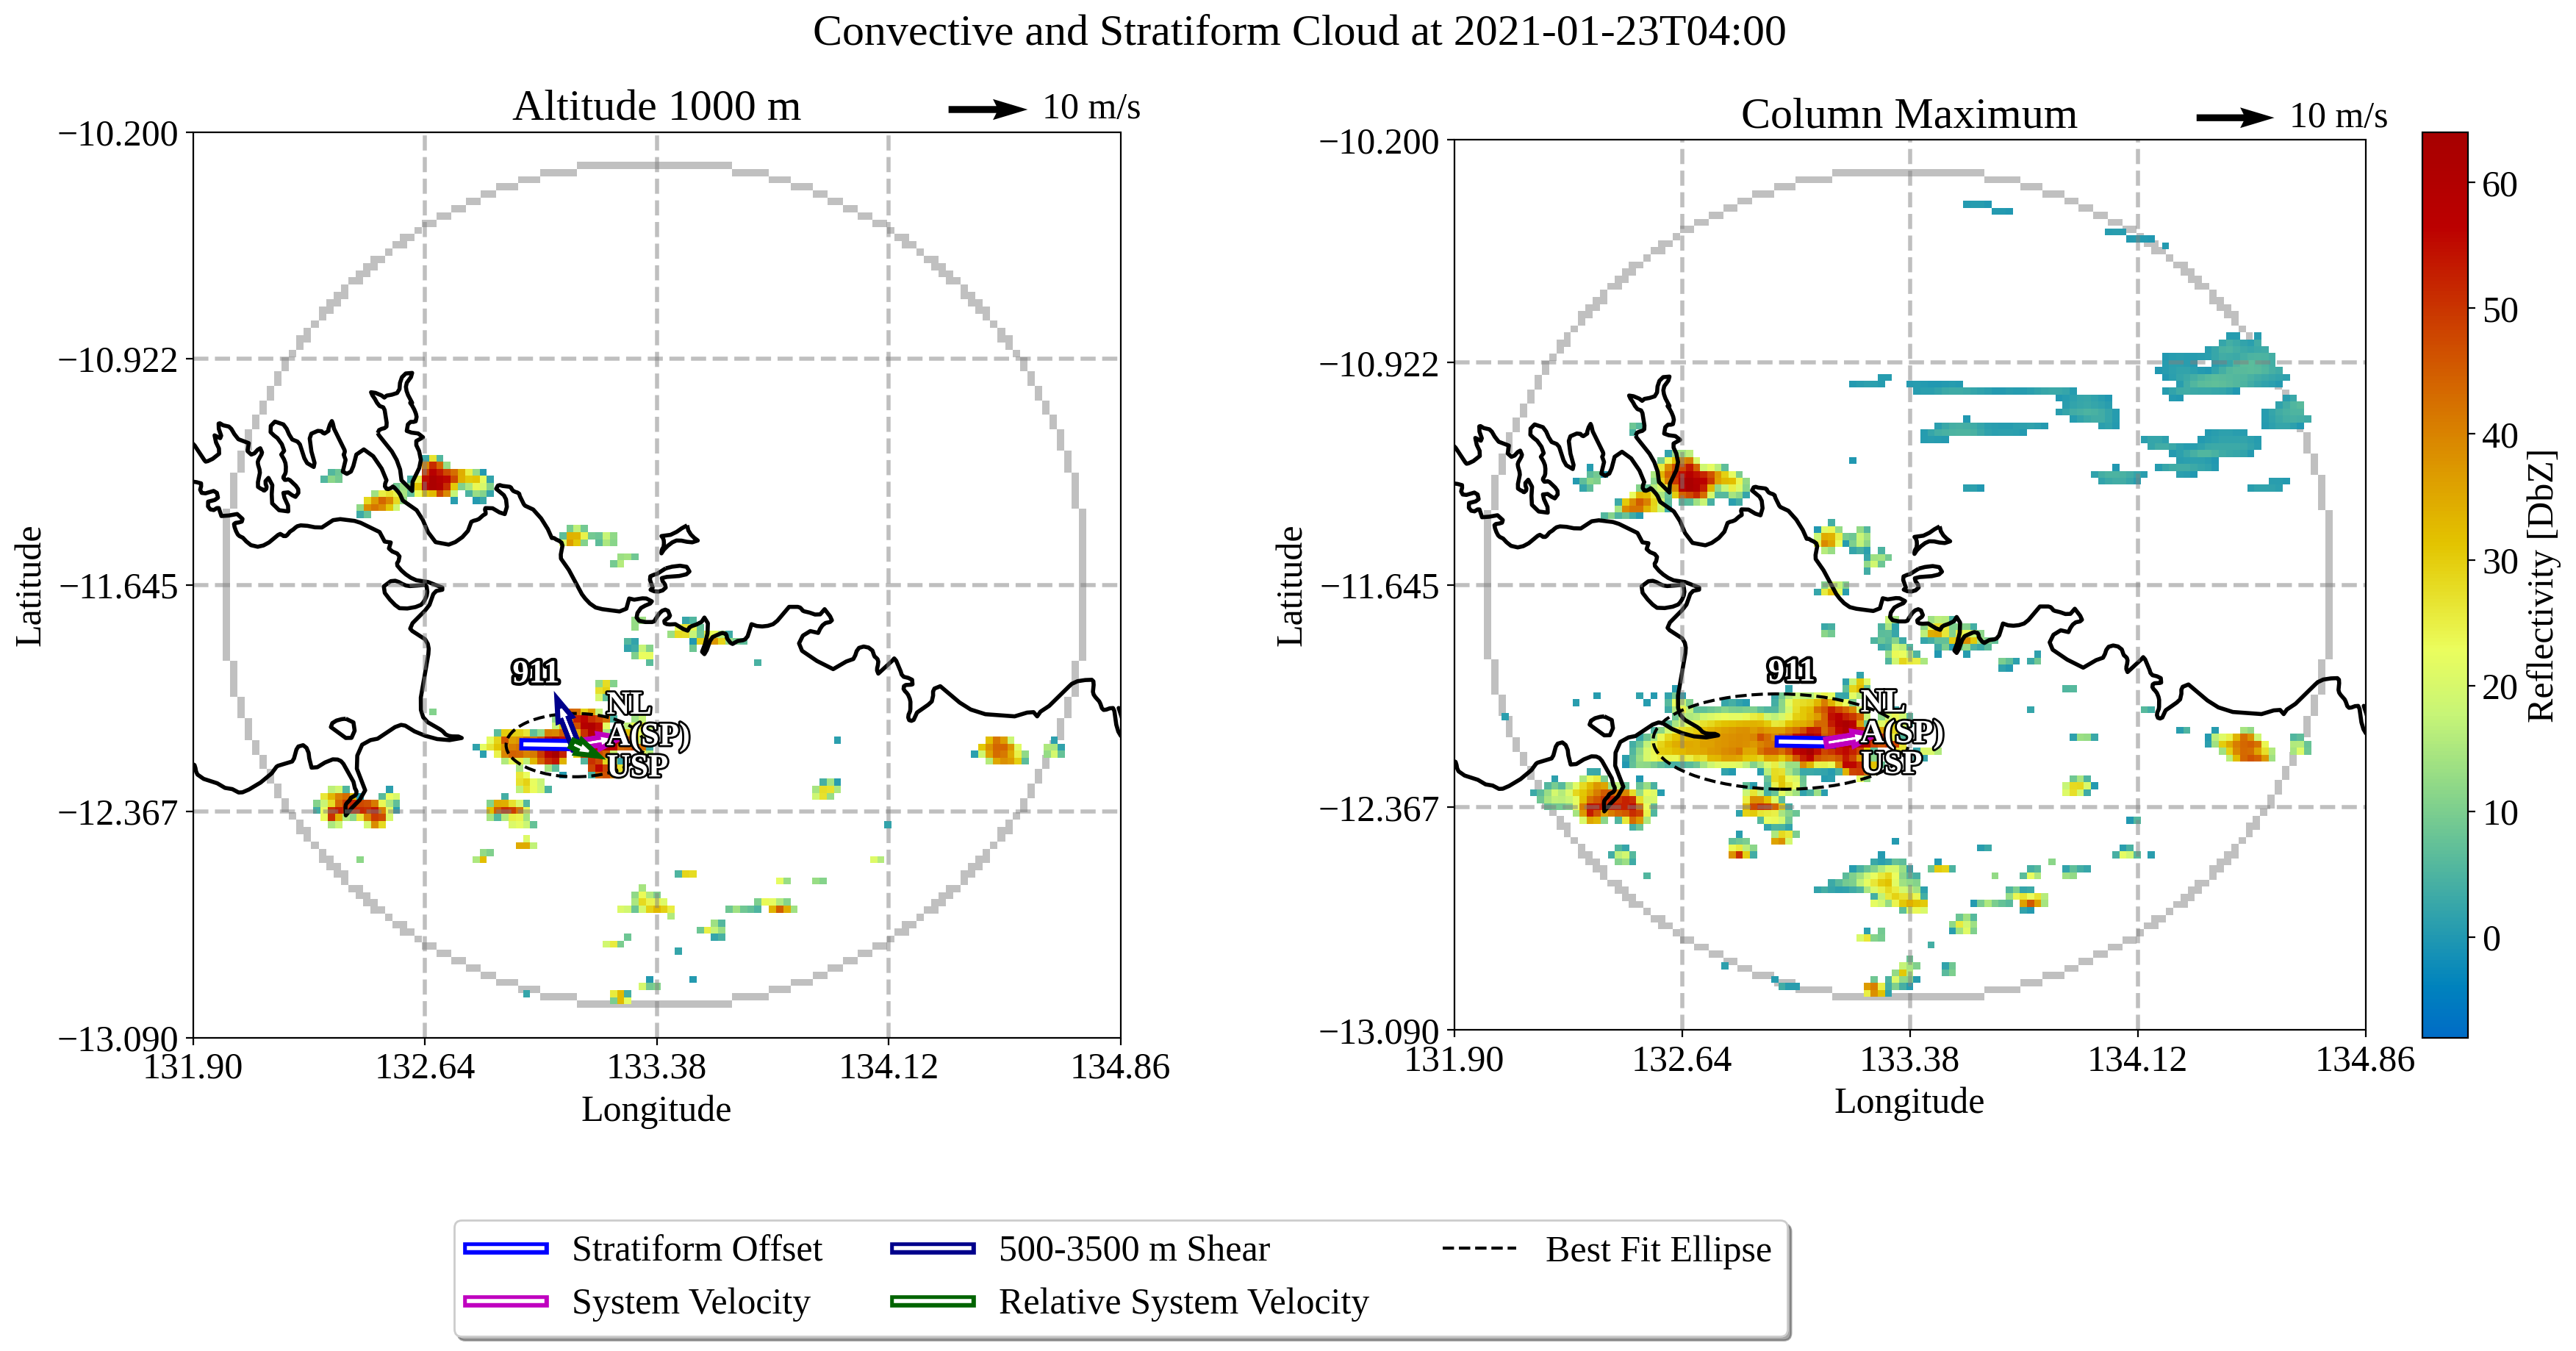 Convective and Stratiform Cloud at 2021-01-23T04:00
Altitude 1000 m
10 m/s
−10.200
−10.922
−11.645
−12.367
−13.090
Latitude
911
NL
A(SP)
USP
131.90
132.64
133.38
134.12
134.86
Longitude
Column Maximum
10 m/s
−10.200
−10.922
−11.645
−12.367
−13.090
Latitude
911
NL
A(SP)
USP
131.90
132.64
133.38
134.12
134.86
Longitude
60
50
40
30
20
10
0
Reflectivity [DbZ]
Stratiform Offset
System Velocity
500-3500 m Shear
Relative System Velocity
Best Fit Ellipse